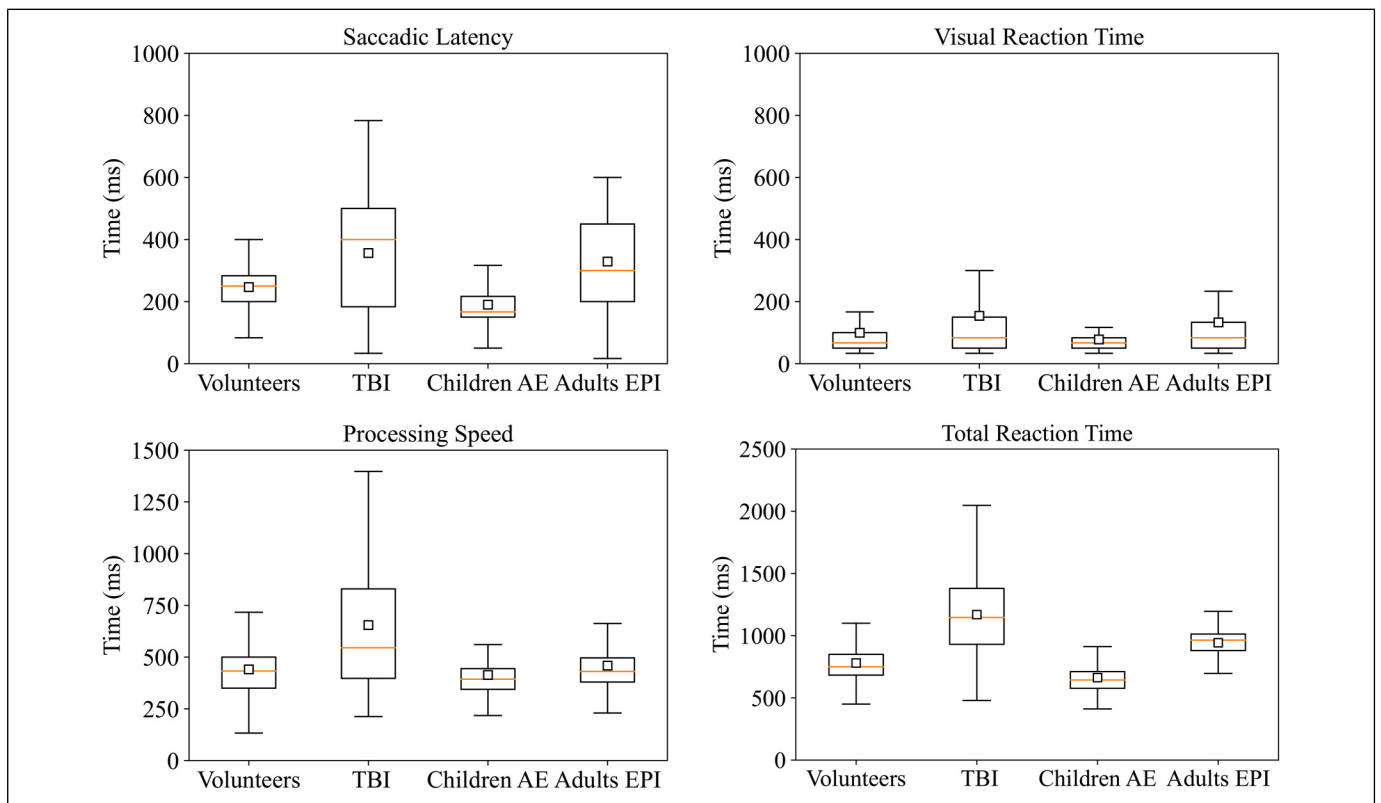 Saccadic Latency
1000
800
600
400
200
0
Time (ms)
Volunteers TBI Children AE Adults EPI
Visual Reaction Time
1000
800
600
400
200
0
Time (ms)
Volunteers TBI Children AE Adults EPI
Processing Speed
1500
1250
1000
750
500
250
0
Time (ms)
Volunteers TBI Children AE Adults EPI
Total Reaction Time
2500
2000
1500
1000
500
0
Time (ms)
Volunteers TBI Children AE Adults EPI